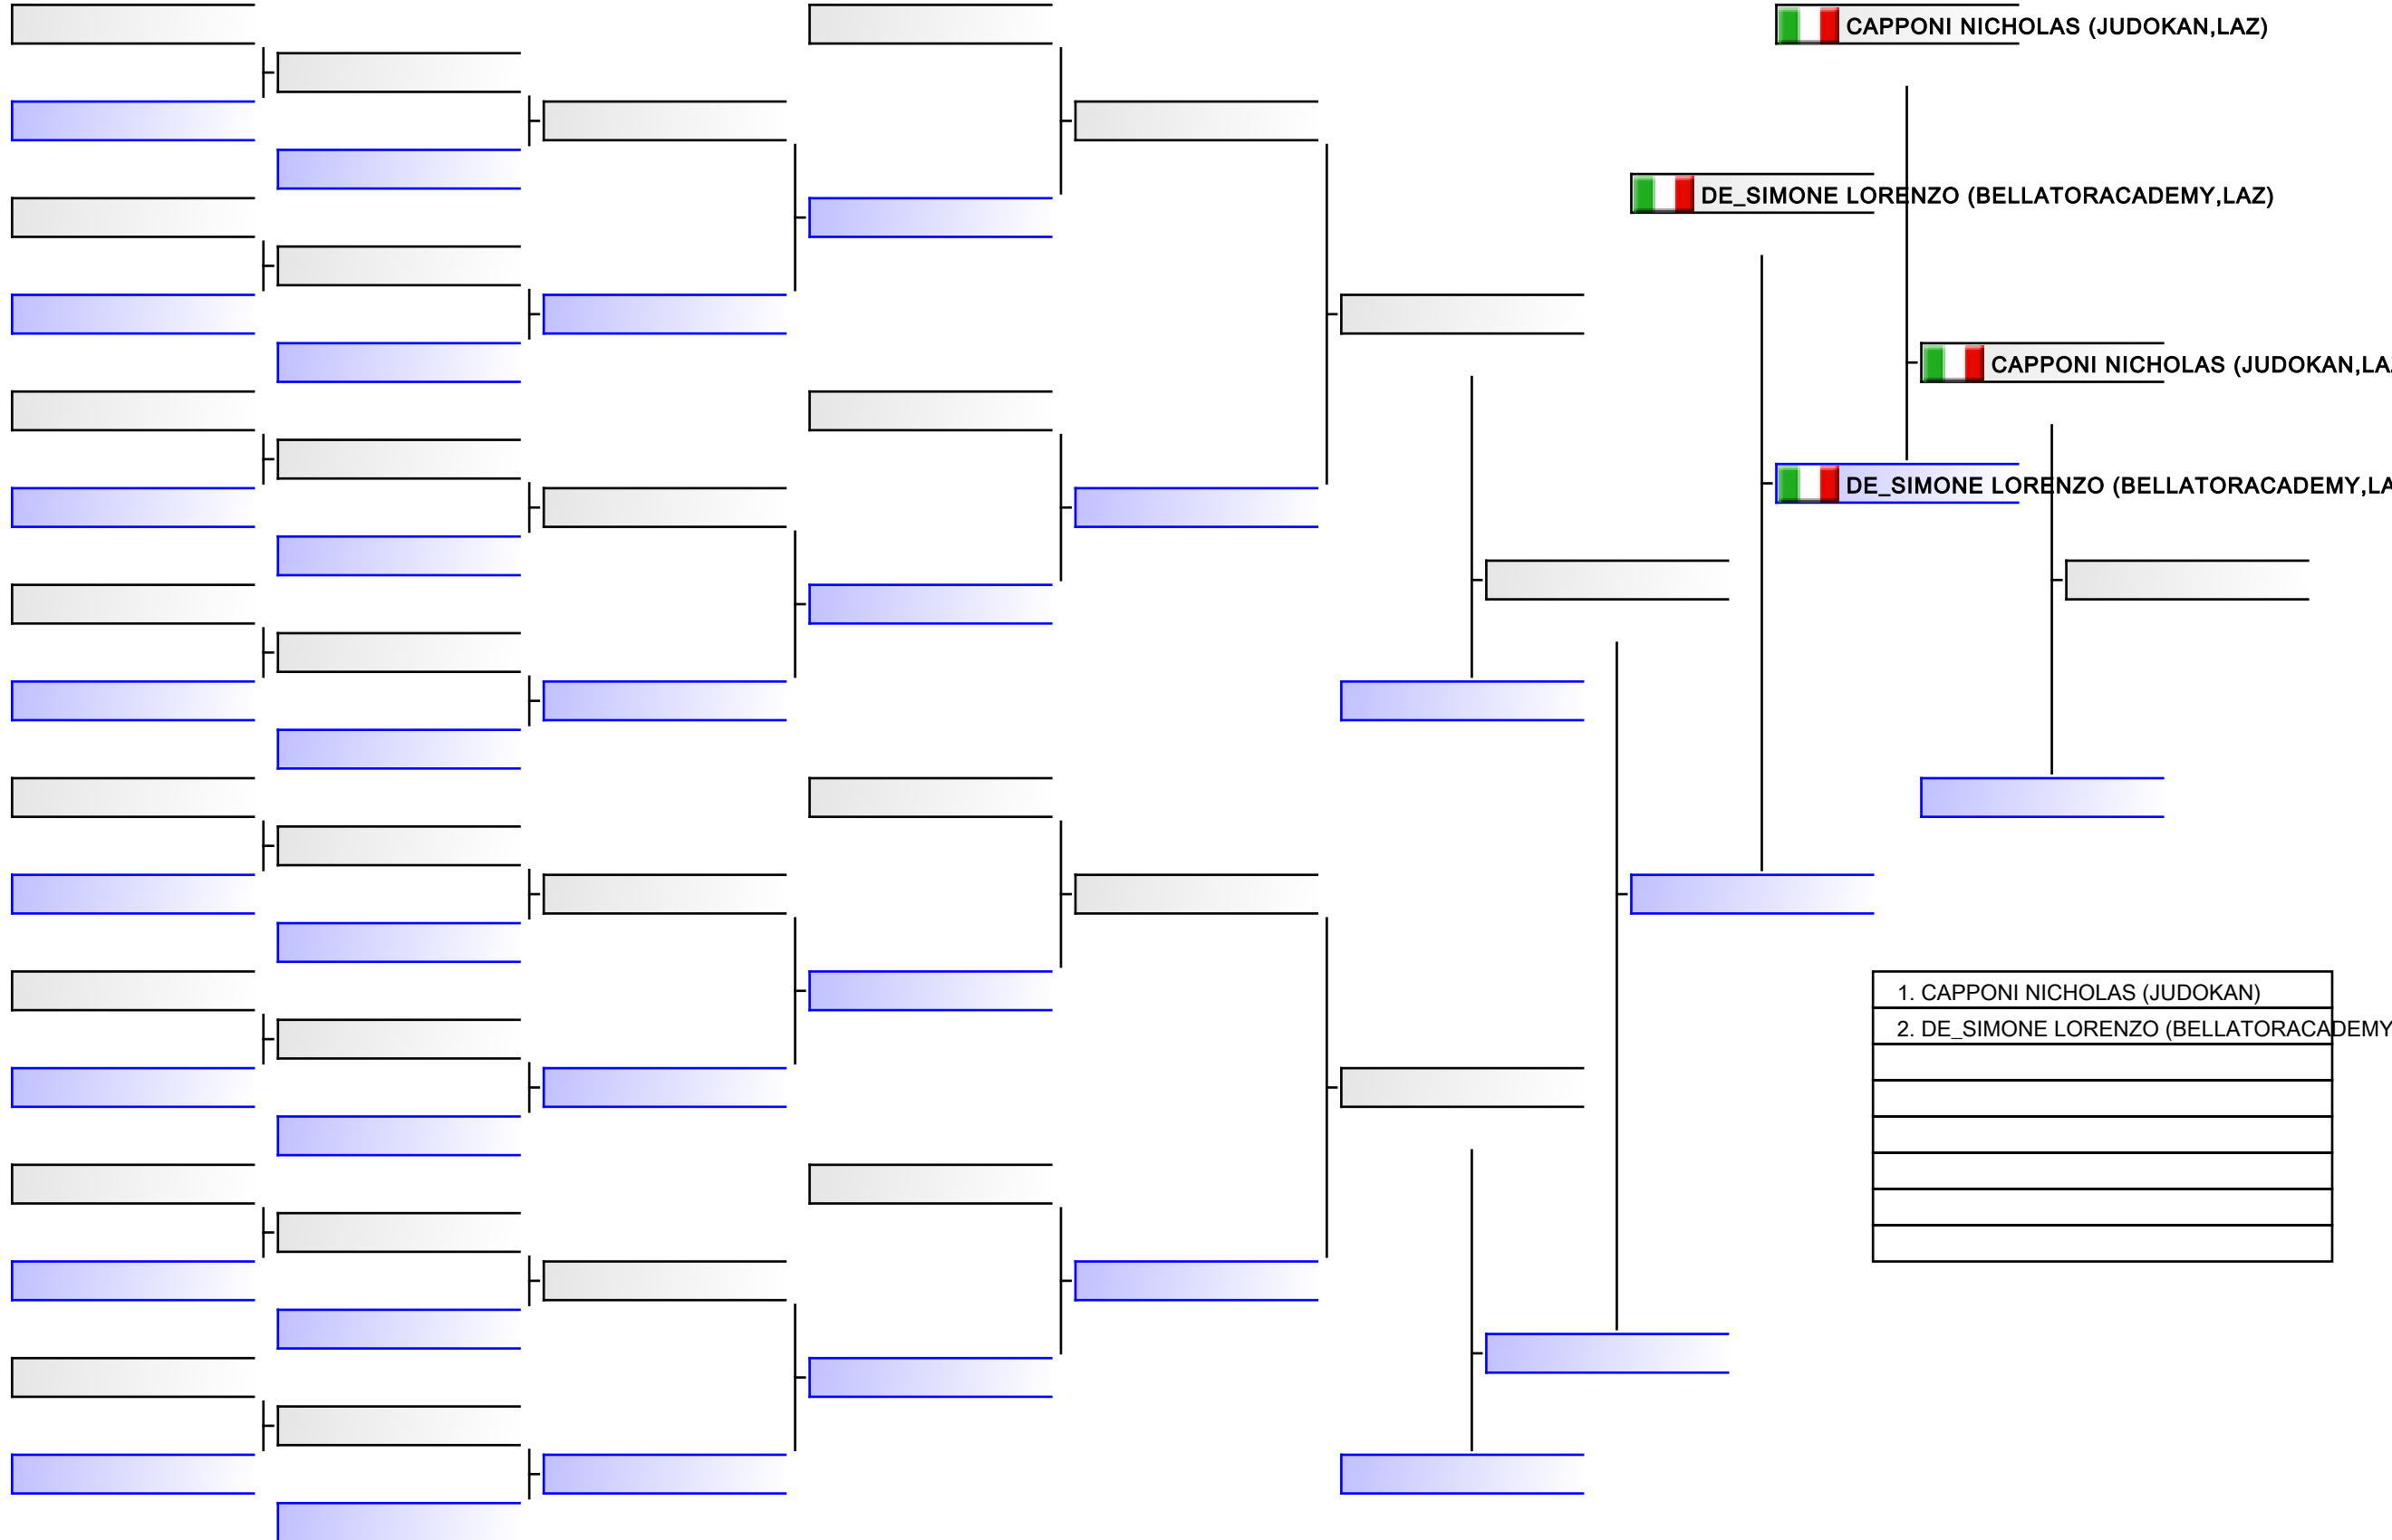 CAPPONI NICHOLAS (JUDOKAN,LAZ)
DE_SIMONE LORENZO (BELLATORACADEMY,LAZ)
CAPPONI NICHOLAS (JUDOKAN,LA
DE_SIMONE LORENZO (BELLATORACADEMY,LA
1. CAPPONI NICHOLAS (JUDOKAN)
2. DE_SIMONE LORENZO (BELLATORACADEMY